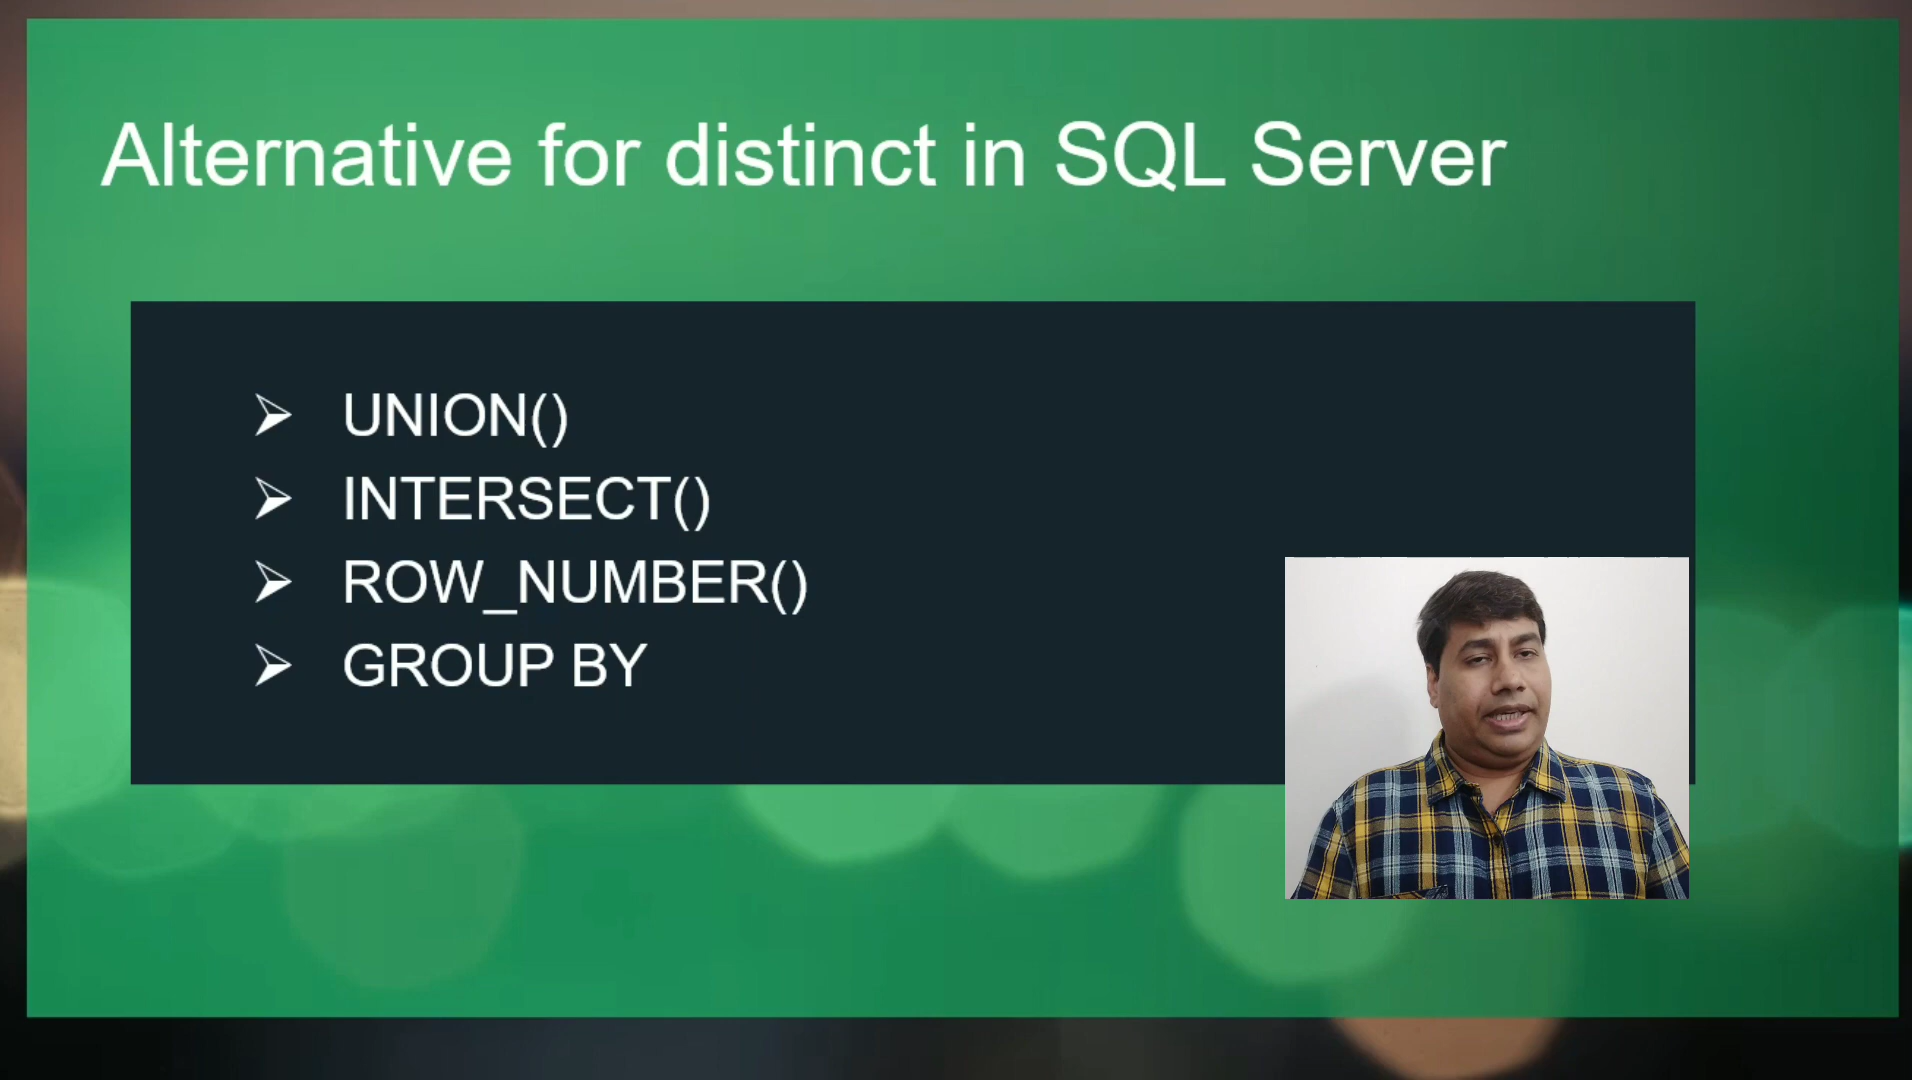 Alternative for distinct in SQL Server
➢ UNION()
➢ INTERSECT()
➢ ROW_NUMBER()
➢ GROUP BY